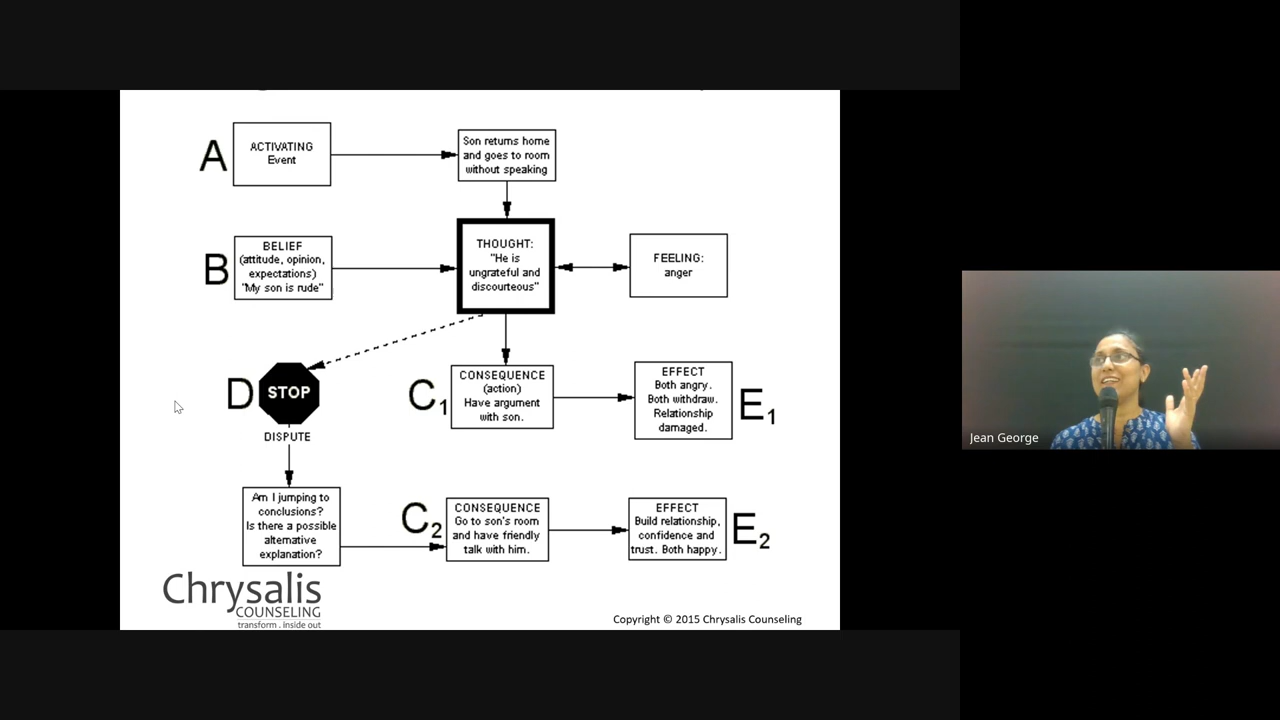 A
ACTIVATING
Event
Son returns home
and goes to room
without speaking
B
BELIEF
(attitude, opinion,
expectations)
"My son is rude"
THOUGHT:
"He is
ungrateful and
discourteous"
FEELING:
anger
D
STOP
DISPUTE
C1
CONSEQUENCE
(action)
Have argument
with son.
EFFECT
Both angry.
Both withdraw.
Relationship
damaged.
E1
Am I jumping to
conclusions?
Is there a possible
alternative
explanation?
C2
CONSEQUENCE
Go to son's room
and have friendly
talk with him.
EFFECT
Build relationship,
confidence and
trust. Both happy.
E2
Chrysalis
COUNSELING
transform . inside out
Copyright © 2015 Chrysalis Counseling
Jean George